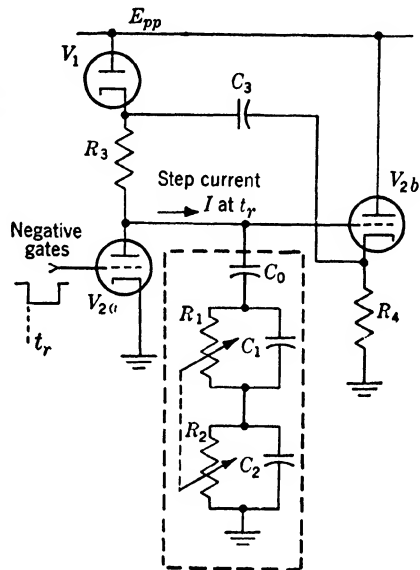 E_pp
V_1
C_3
R_3
Step current
I at t_r
V_2b
Negative
gates
C_0
V_2a
R_1
R_4
t_r
C_1
R_2
C_2